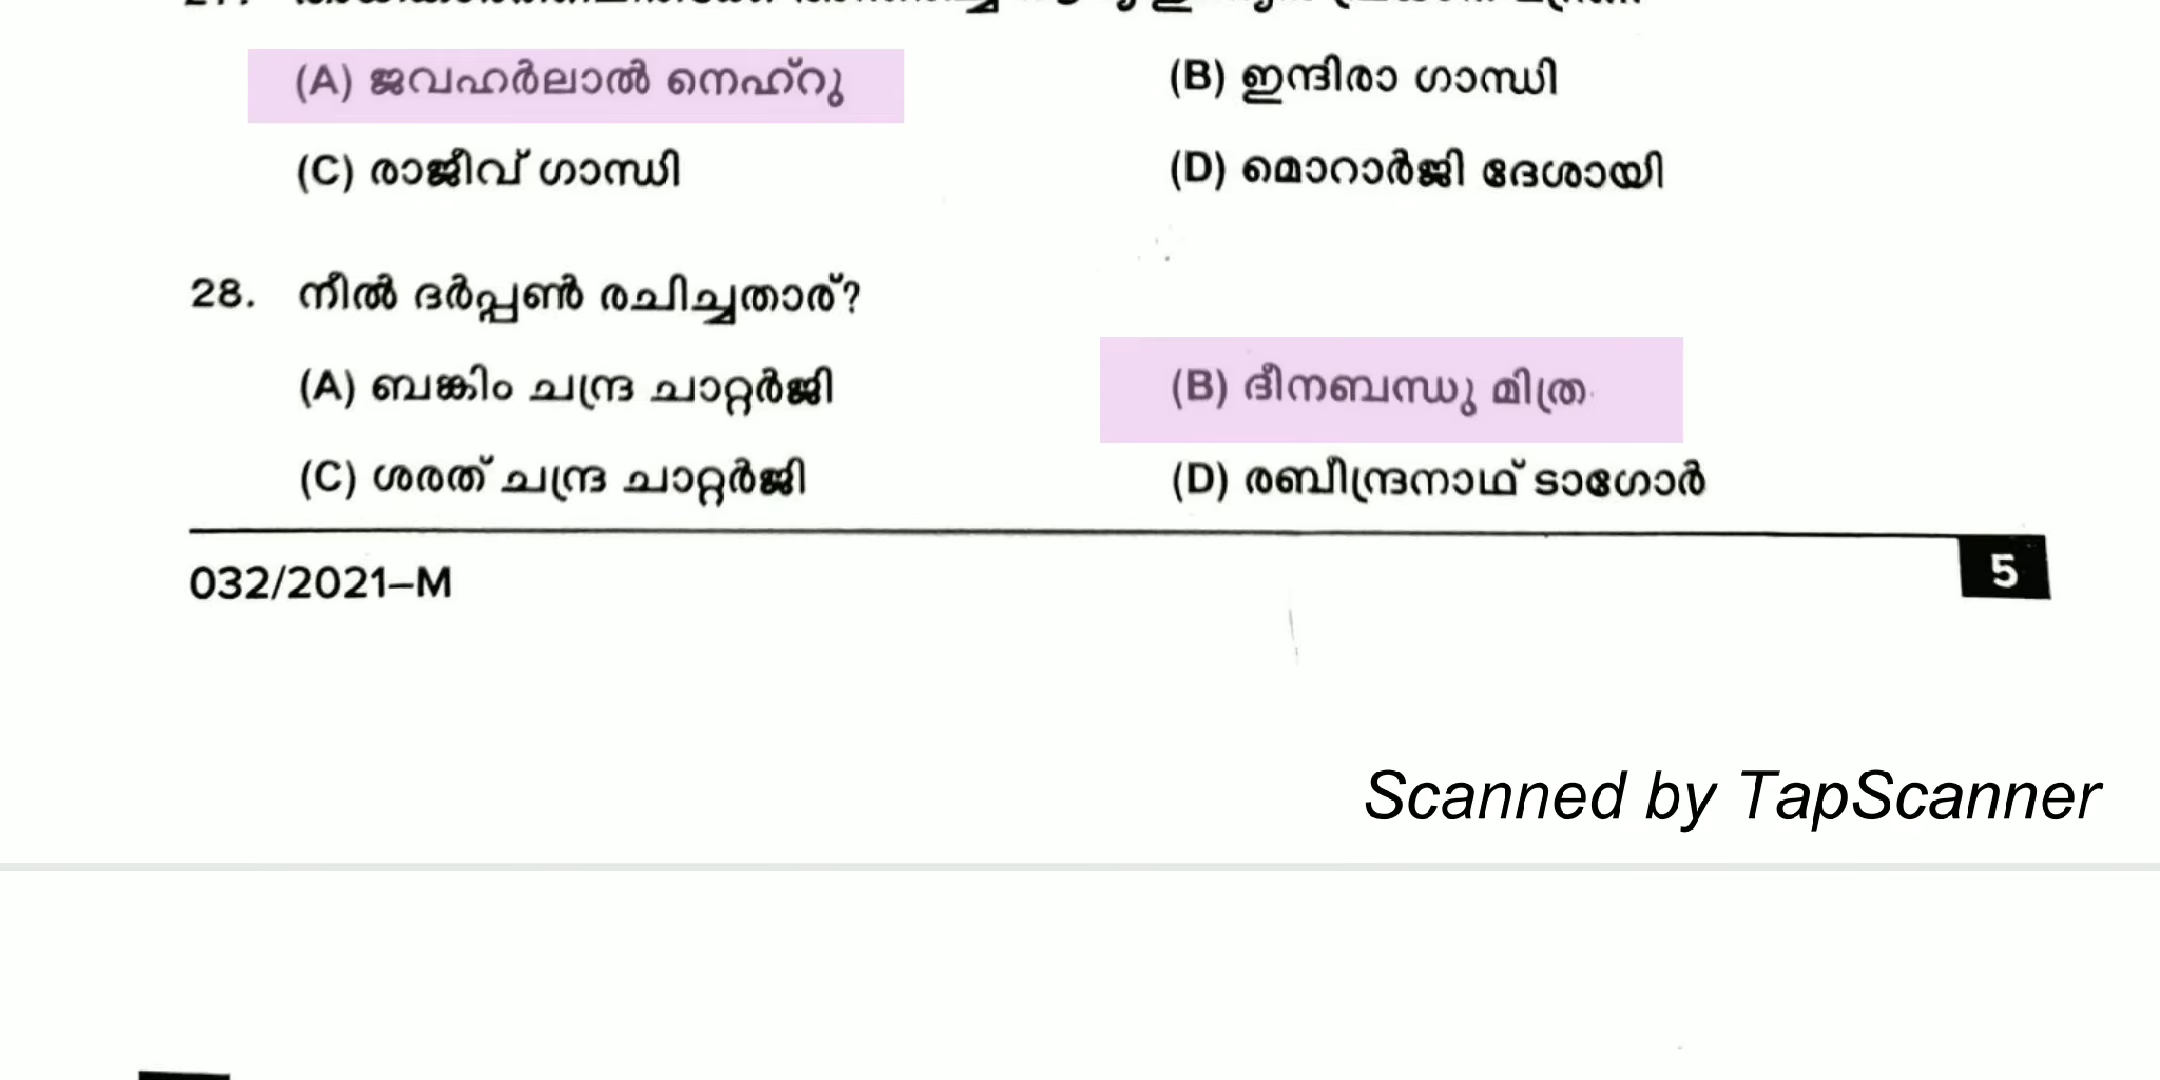 (A) ജവഹർലാൽ നെഹ്റു (B) ഇന്ദിരാ ഗാന്ധി
(C) രാജീവ് ഗാന്ധി (D) മൊറാർജി ദേശായി
28. നീൽ ദർപ്പൺ രചിച്ചതാര്?
(A) ബങ്കിം ചന്ദ്ര ചാറ്റർജി (B) ദീനബന്ധു മിത്ര
(C) ശരത് ചന്ദ്ര ചാറ്റർജി (D) രബീന്ദ്രനാഥ് ടാഗോർ
032/2021–M 5
Scanned by TapScanner